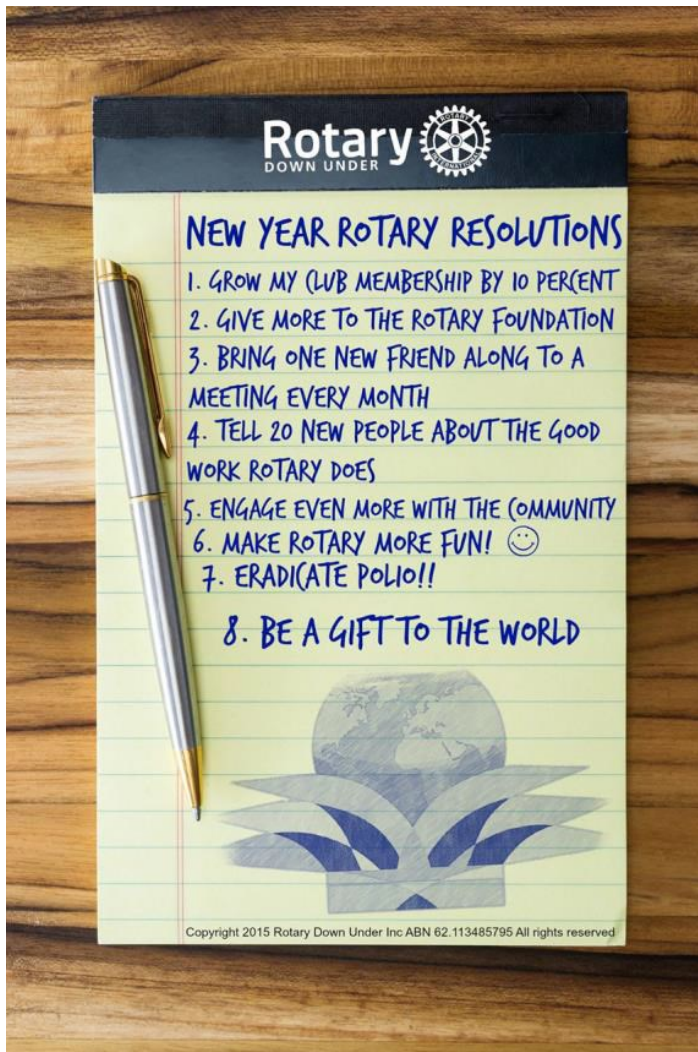 Rotary
DOWN UNDER
ROTARY
INTERNATIONAL
NEW YEAR ROTARY RESOLUTIONS
1. GROW MY CLUB MEMBERSHIP BY 10 PERCENT
2. GIVE MORE TO THE ROTARY FOUNDATION
3. BRING ONE NEW FRIEND ALONG TO A
MEETING EVERY MONTH
4. TELL 20 NEW PEOPLE ABOUT THE GOOD
WORK ROTARY DOES
5. ENGAGE EVEN MORE WITH THE COMMUNITY
6. MAKE ROTARY MORE FUN! ☺
7. ERADICATE POLIO!!
8. BE A GIFT TO THE WORLD
Copyright 2015 Rotary Down Under Inc ABN 62.113485795 All rights reserved